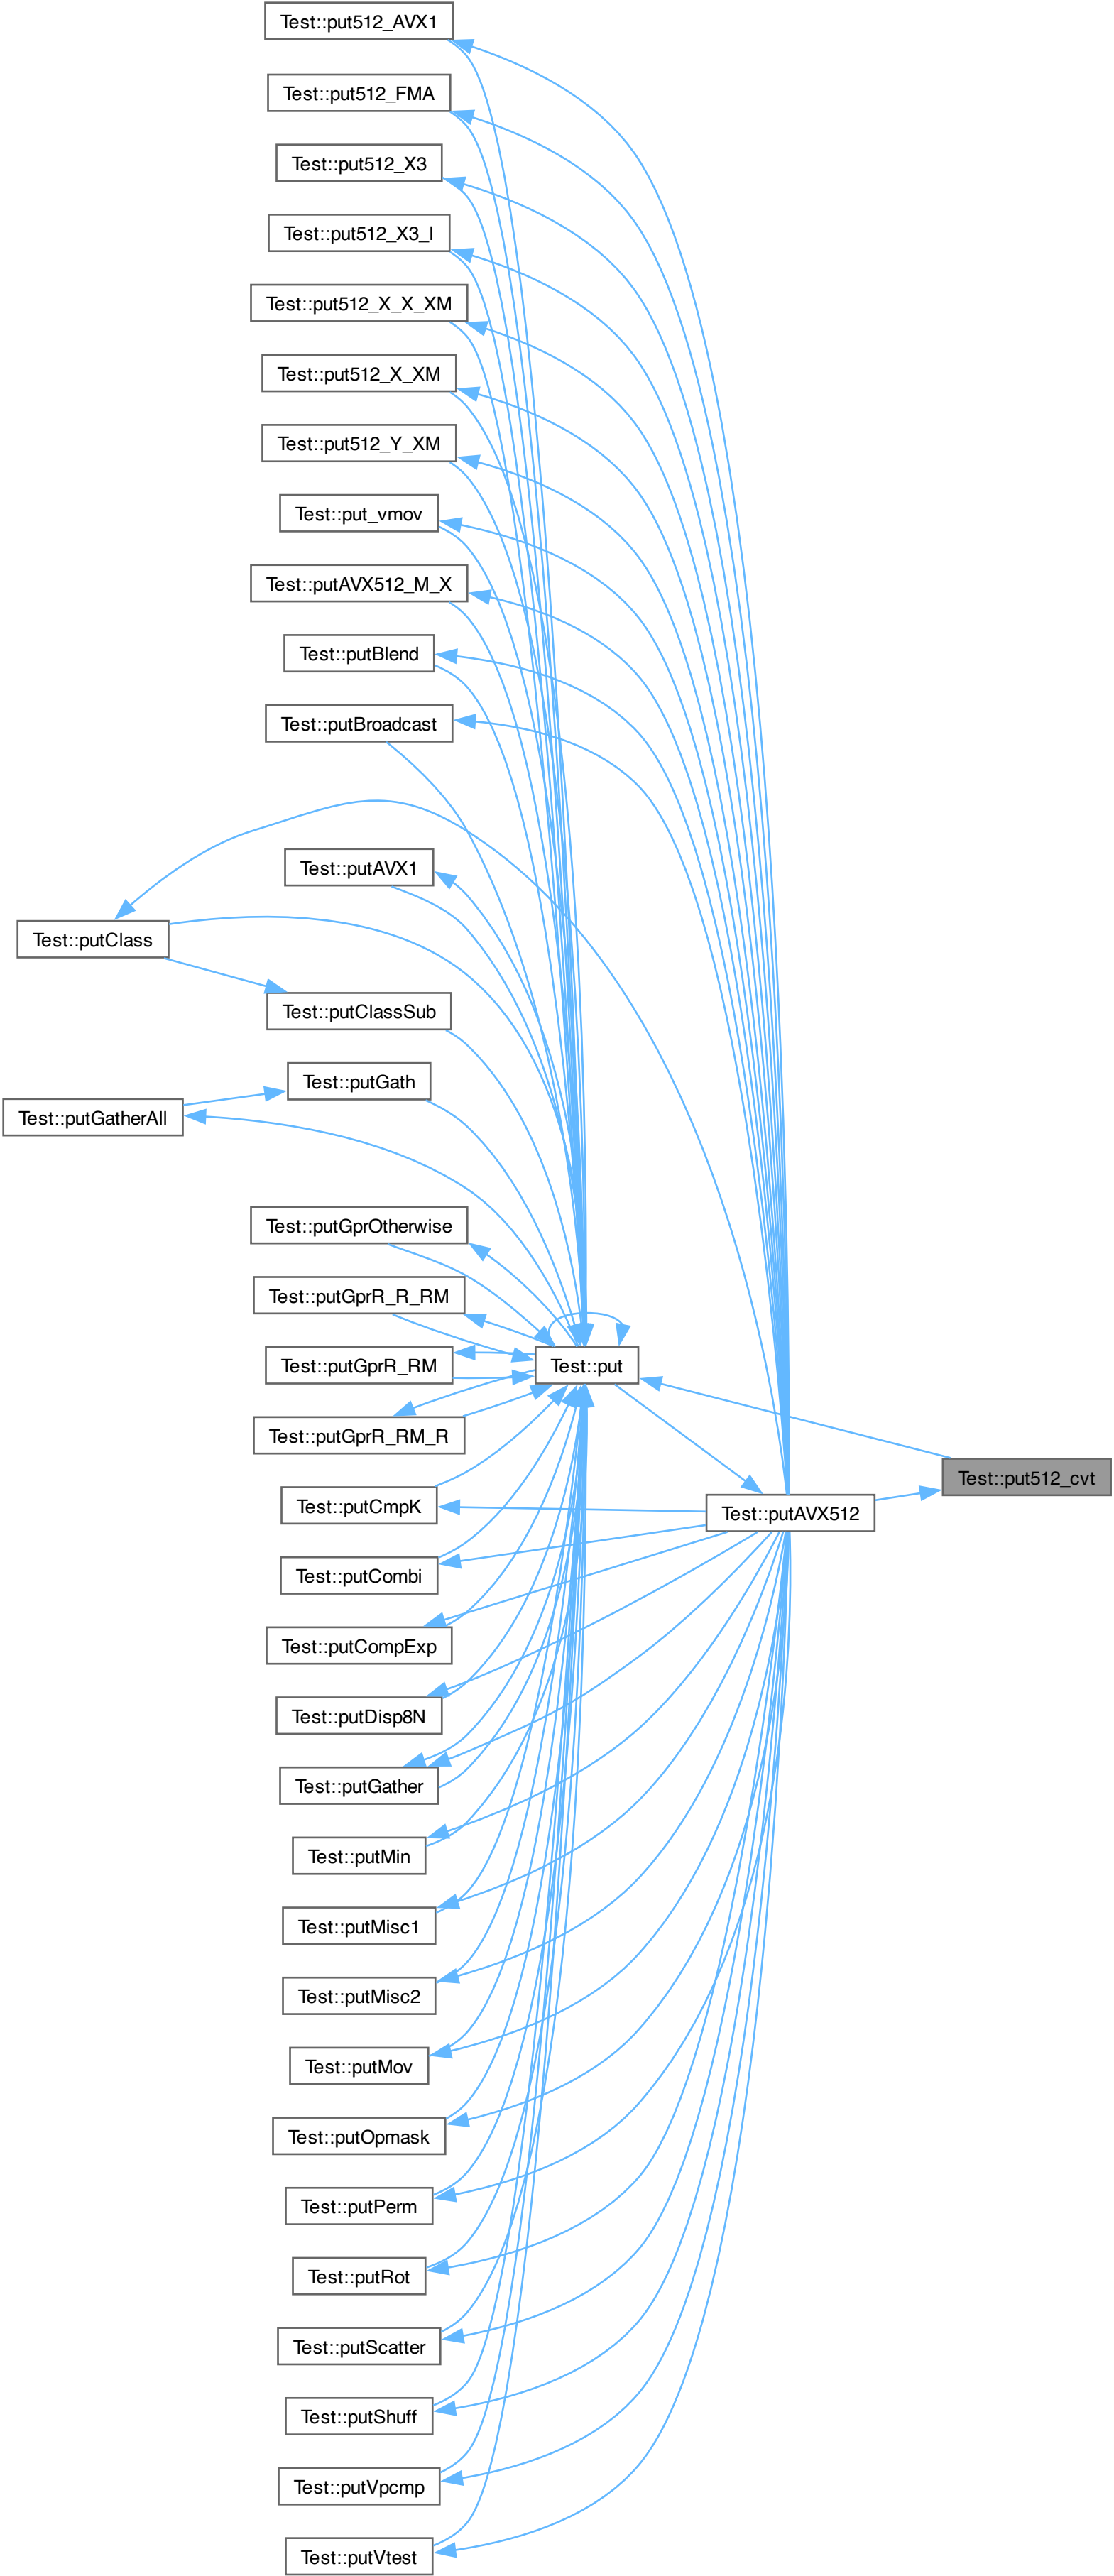 Test::put512_AVX1
Test::put512_FMA
Test::put512_X3
Test::put512_X3_I
Test::put512_X_X_XM
Test::put512_X_XM
Test::put512_Y_XM
Test::put_vmov
Test::putAVX512_M_X
Test::putBlend
Test::putBroadcast
Test::putAVX1
Test::putClass
Test::putClassSub
Test::putGath
Test::putGatherAll
Test::putGprOtherwise
Test::putGprR_R_RM
Test::putGprR_RM
Test::put
Test::putGprR_RM_R
Test::put512_cvt
Test::putCmpK
Test::putAVX512
Test::putCombi
Test::putCompExp
Test::putDisp8N
Test::putGather
Test::putMin
Test::putMisc1
Test::putMisc2
Test::putMov
Test::putOpmask
Test::putPerm
Test::putRot
Test::putScatter
Test::putShuff
Test::putVpcmp
Test::putVtest